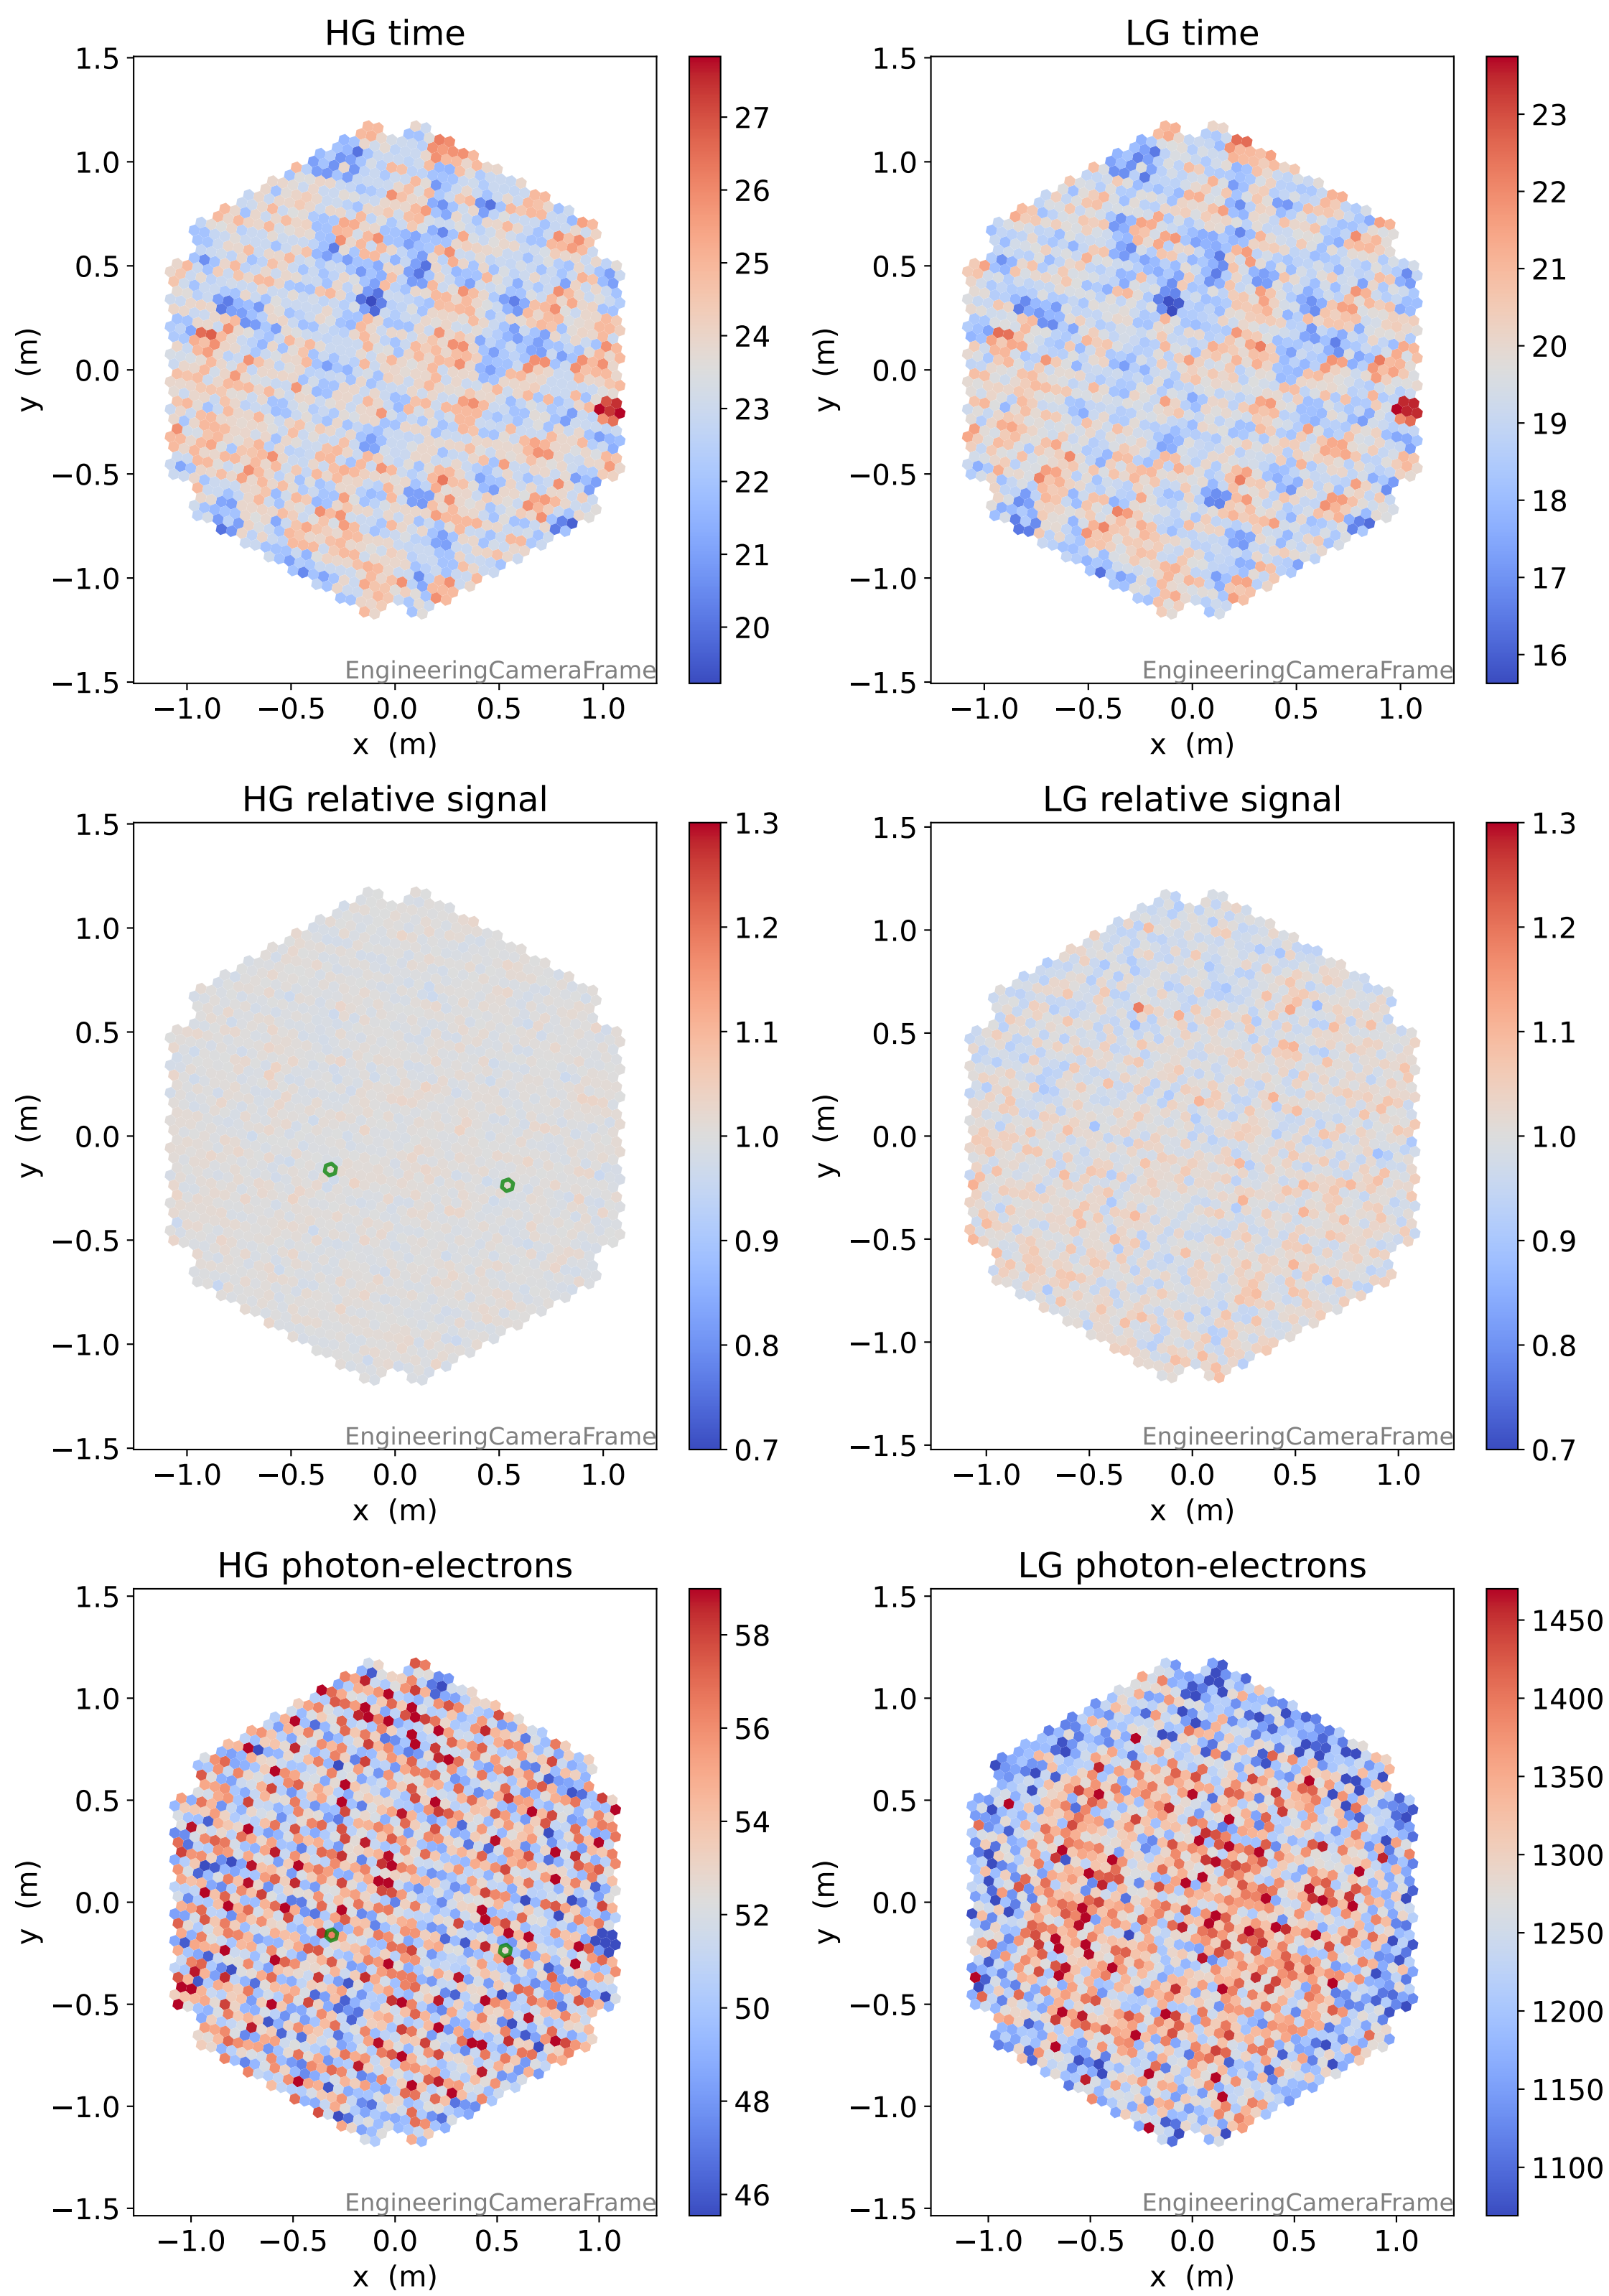 HG time
1.5
1.0
0.5
0.0
−0.5
−1.0
−1.5
y (m)
EngineeringCameraFrame
−1.0 −0.5 0.0 0.5 1.0
x (m)
27
26
25
24
23
22
21
20
LG time
1.5
1.0
0.5
0.0
−0.5
−1.0
−1.5
y (m)
EngineeringCameraFrame
−1.0 −0.5 0.0 0.5 1.0
x (m)
23
22
21
20
19
18
17
16
HG relative signal
1.5
1.0
0.5
0.0
−0.5
−1.0
−1.5
y (m)
EngineeringCameraFrame
−1.0 −0.5 0.0 0.5 1.0
x (m)
1.3
1.2
1.1
1.0
0.9
0.8
0.7
LG relative signal
1.5
1.0
0.5
0.0
−0.5
−1.0
−1.5
y (m)
EngineeringCameraFrame
−1.0 −0.5 0.0 0.5 1.0
x (m)
1.3
1.2
1.1
1.0
0.9
0.8
0.7
HG photon-electrons
1.5
1.0
0.5
0.0
−0.5
−1.0
−1.5
y (m)
EngineeringCameraFrame
−1.0 −0.5 0.0 0.5 1.0
x (m)
58
56
54
52
50
48
46
LG photon-electrons
1.5
1.0
0.5
0.0
−0.5
−1.0
−1.5
y (m)
EngineeringCameraFrame
−1.0 −0.5 0.0 0.5 1.0
x (m)
1450
1400
1350
1300
1250
1200
1150
1100